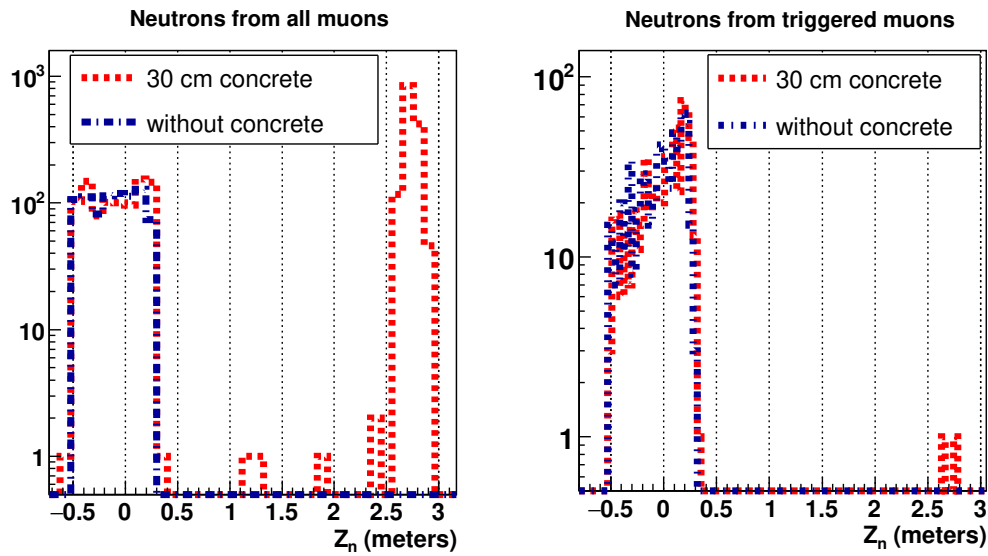 Neutrons from all muons
10³
10²
10
1
30 cm concrete
without concrete
−0.5 0 0.5 1 1.5 2 2.5 3
Zₙ (meters)
Neutrons from triggered muons
10²
10
1
30 cm concrete
without concrete
−0.5 0 0.5 1 1.5 2 2.5 3
Zₙ (meters)